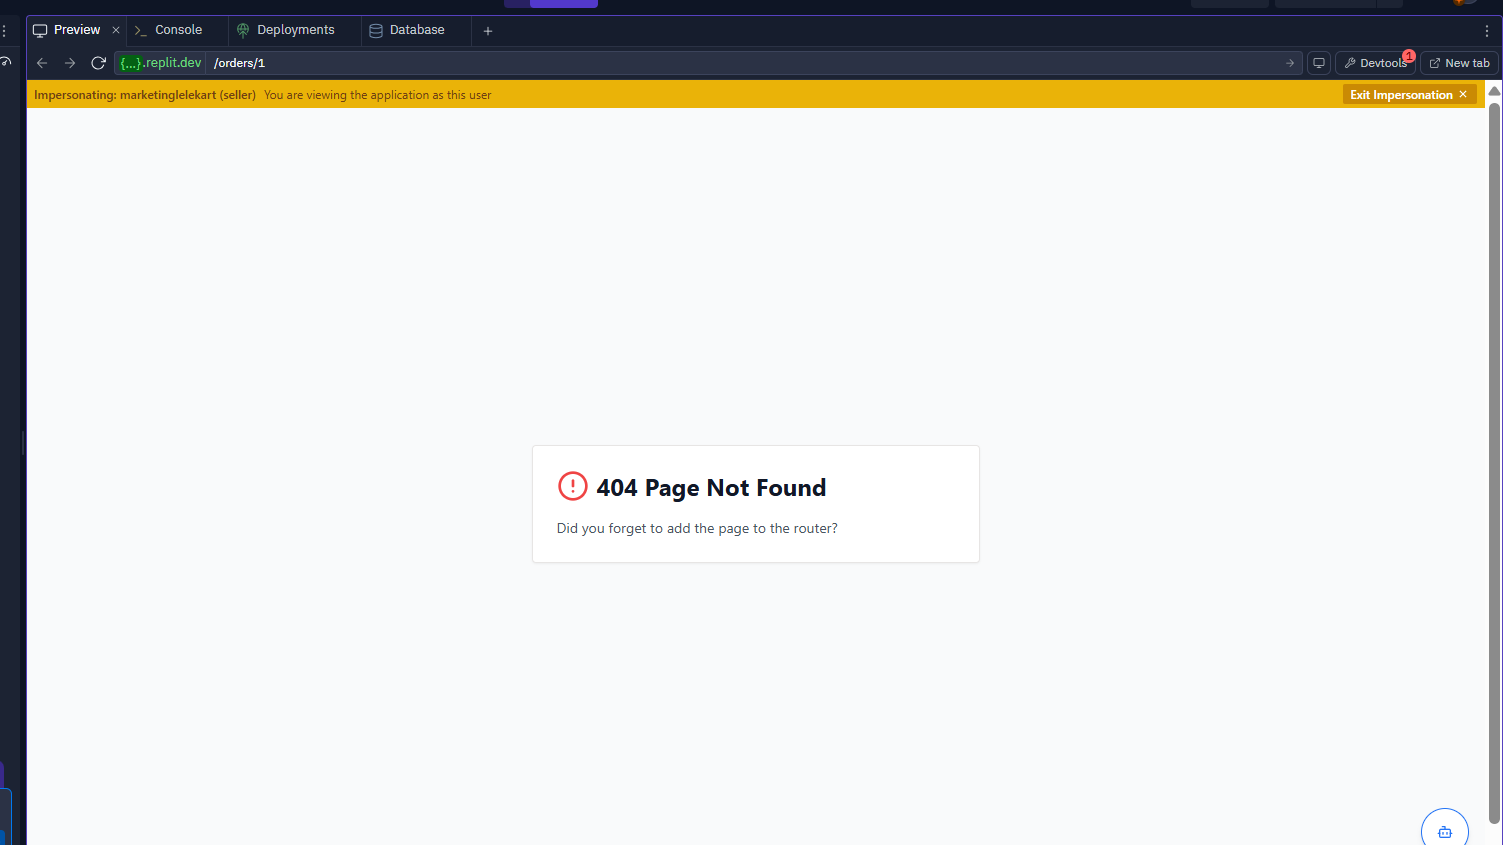 Preview
Console
Deployments
Database
{...}.replit.dev /orders/1
Devtools 1
New tab
Impersonating: marketinglelekart (seller) You are viewing the application as this user
Exit Impersonation ×
404 Page Not Found
Did you forget to add the page to the router?